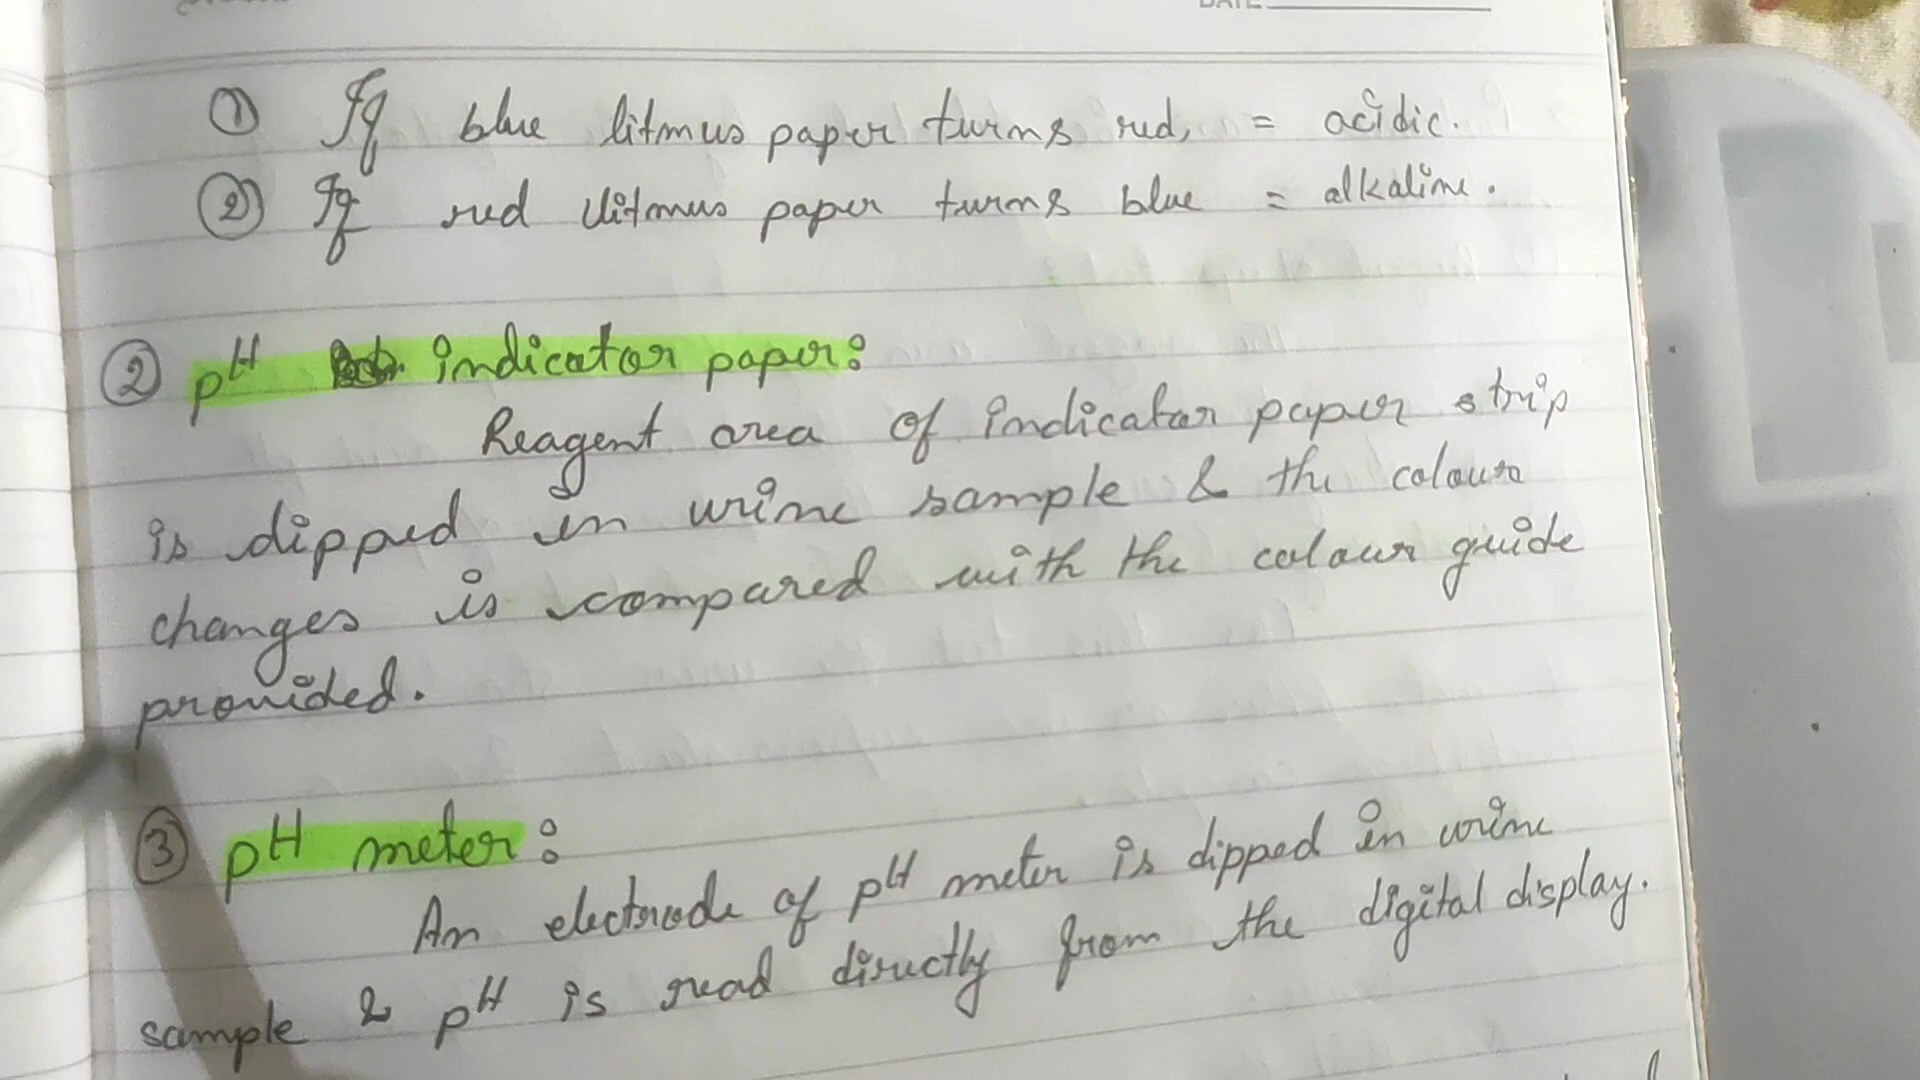 DATE
① If blue litmus paper turns red, = acidic.
② If red litmus paper turns blue = alkaline.
② pH indicator paper:
Reagent area of indicator paper strip
is dipped in urine sample & the colour
changes is compared with the colour guide
provided.
③ pH meter:
An electrode of pH meter is dipped in urine
sample & pH is read directly from the digital display.